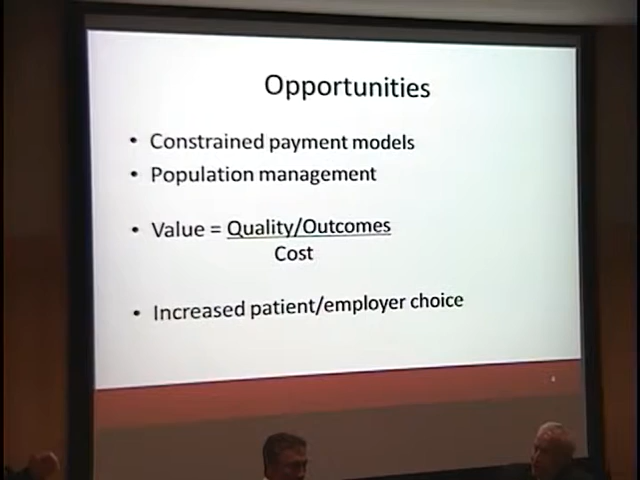 Opportunities
• Constrained payment models
• Population management
• Value = Quality/Outcomes
Cost
• Increased patient/employer choice